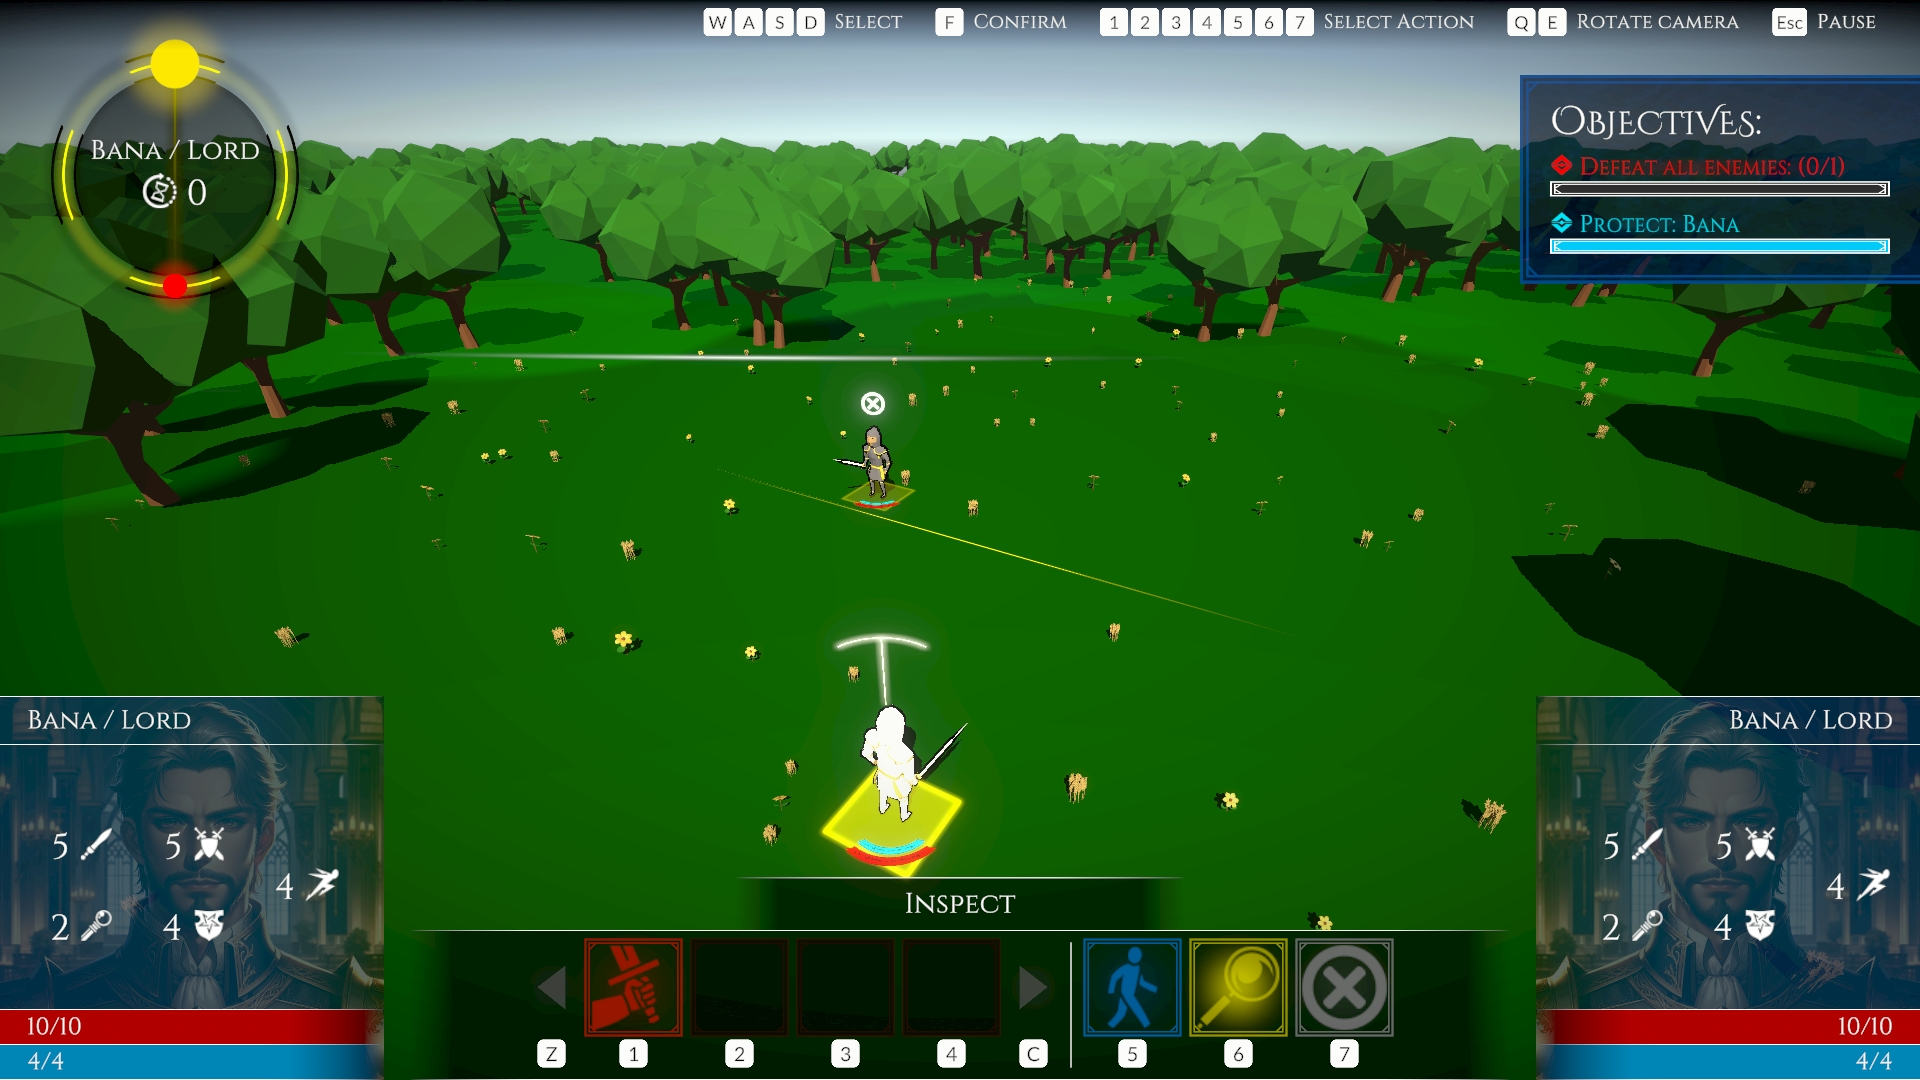 W A S D Select F Confirm 1 2 3 4 5 6 7 Select Action Q E Rotate camera Esc Pause
Bana / Lord
0
Objectives:
Defeat all enemies: (0/1)
Protect: Bana
Bana / Lord
5 5
4
2 4
10/10
4/4
Inspect
Z 1 2 3 4 C 5 6 7
Bana / Lord
5 5
4
2 4
10/10
4/4